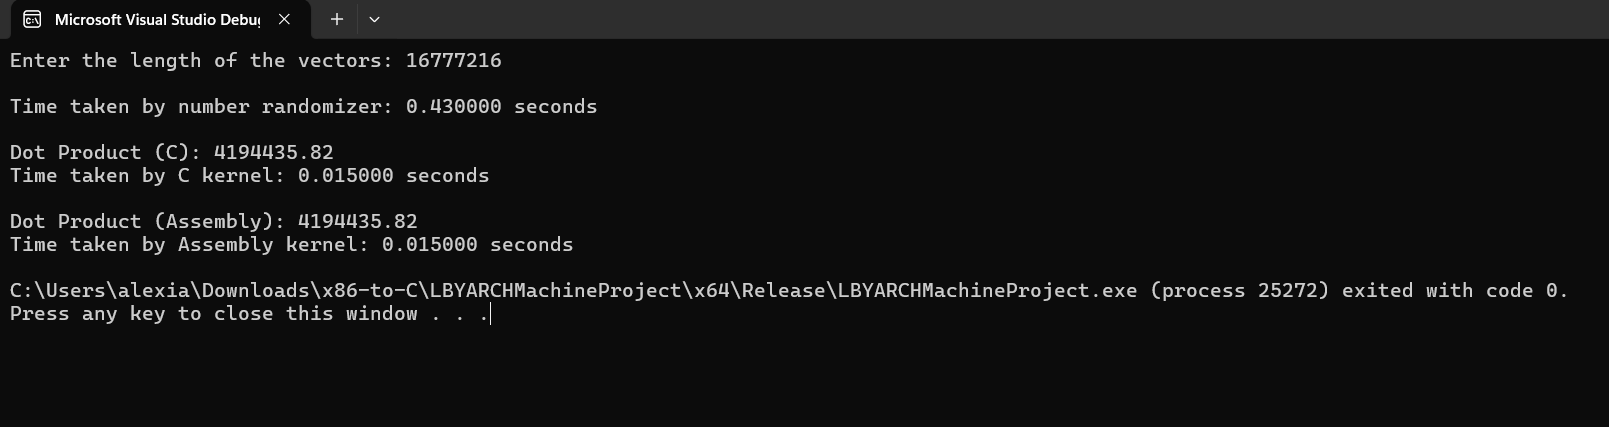 Microsoft Visual Studio Debu
Enter the length of the vectors: 16777216
Time taken by number randomizer: 0.430000 seconds
Dot Product (C): 4194435.82
Time taken by C kernel: 0.015000 seconds
Dot Product (Assembly): 4194435.82
Time taken by Assembly kernel: 0.015000 seconds
C:\Users\alexia\Downloads\x86-to-C\LBYARCHMachineProject\x64\Release\LBYARCHMachineProject.exe (process 25272) exited with code 0.
Press any key to close this window . . .